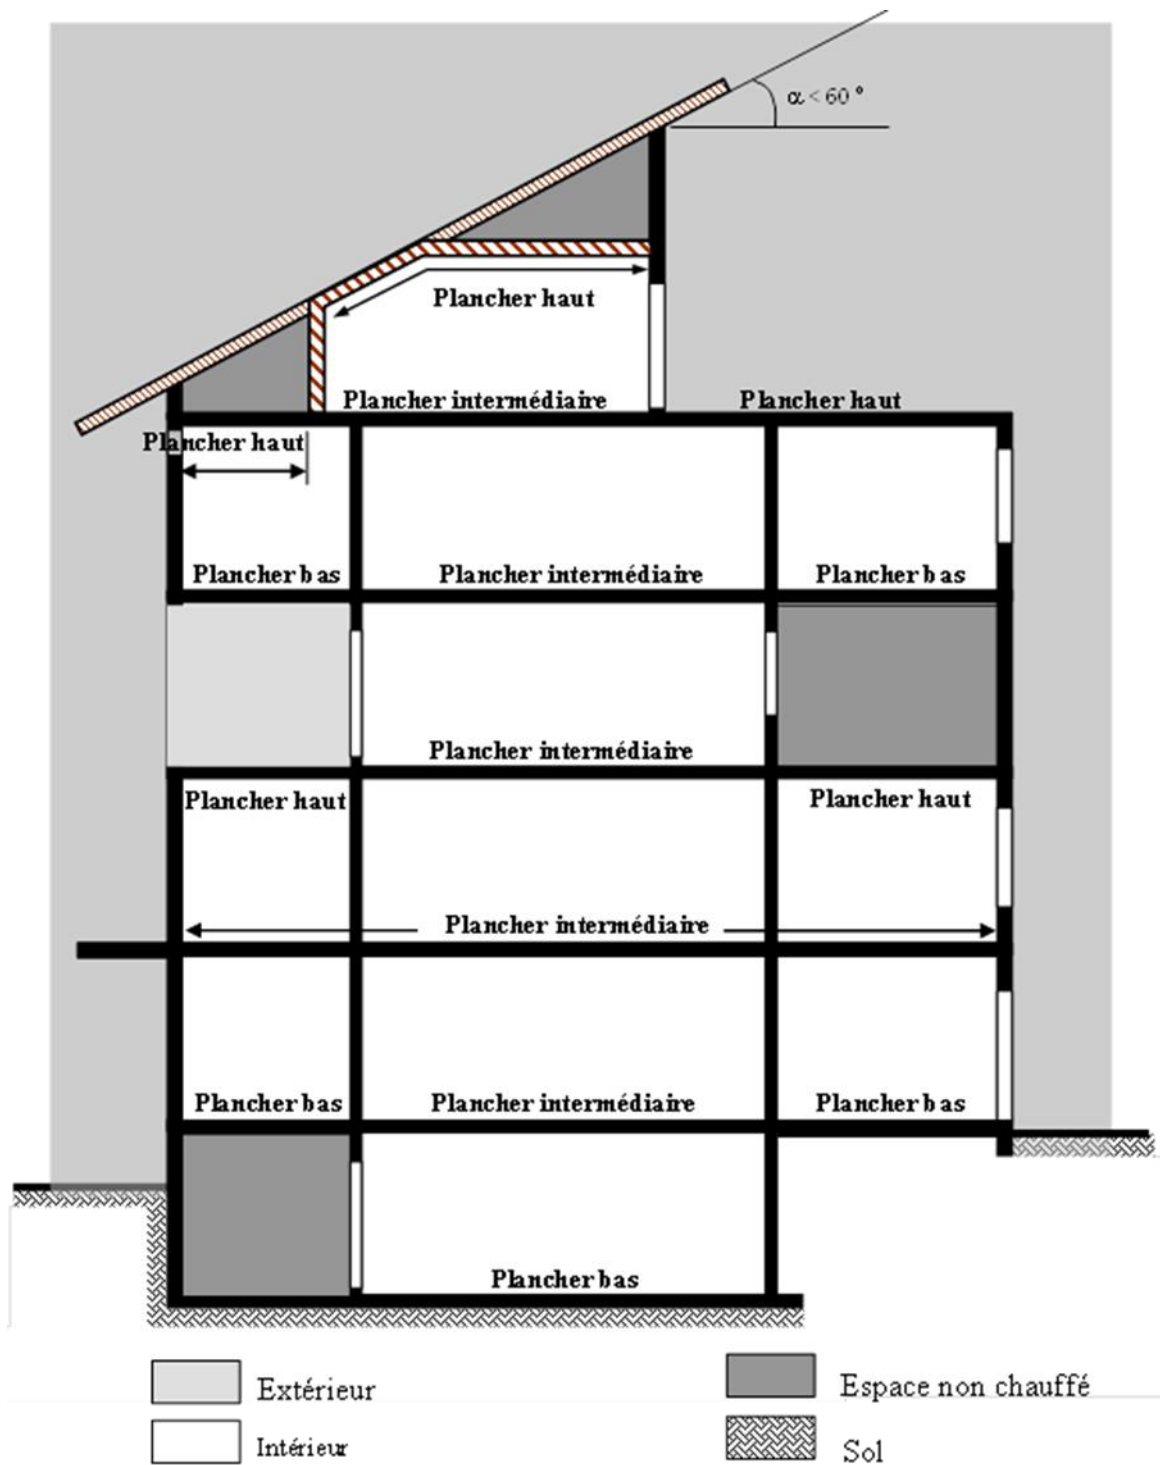 α < 60 °
Plancher haut
Plancher intermédiaire
Plancher haut
Plancher haut
Plancher bas
Plancher intermédiaire
Plancher bas
Plancher intermédiaire
Plancher haut
Plancher haut
Plancher intermédiaire
Plancher bas
Plancher intermédiaire
Plancher bas
Plancher bas
Extérieur
Espace non chauffé
Intérieur
Sol